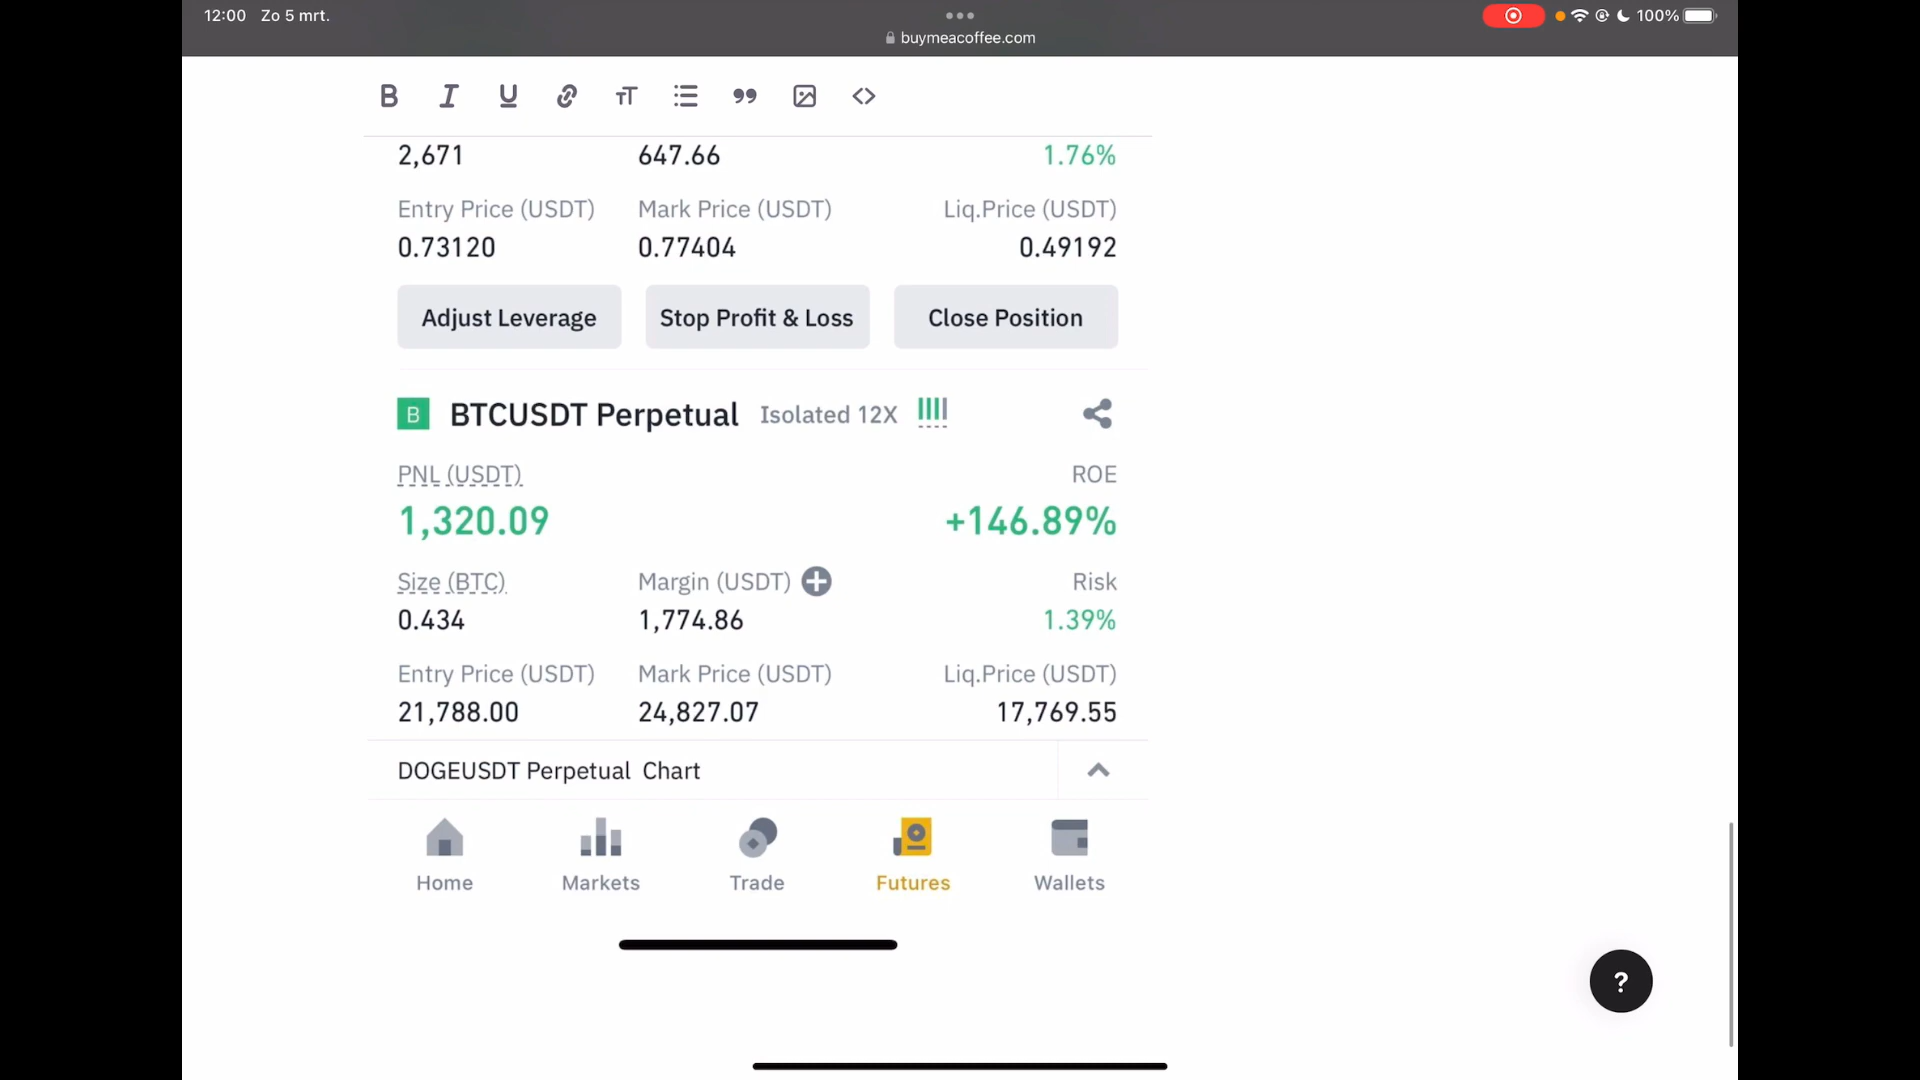 12:00 Zo 5 mrt. 100%
buymeacoffee.com
B I U TT ” <>
2,671 647.66 1.76%
Entry Price (USDT) Mark Price (USDT) Liq.Price (USDT)
0.73120 0.77404 0.49192
Adjust Leverage Stop Profit & Loss Close Position
B BTCUSDT Perpetual Isolated 12X
PNL (USDT) ROE
1,320.09 +146.89%
Size (BTC) Margin (USDT) Risk
0.434 1,774.86 1.39%
Entry Price (USDT) Mark Price (USDT) Liq.Price (USDT)
21,788.00 24,827.07 17,769.55
DOGEUSDT Perpetual Chart
Home Markets Trade Futures Wallets
?